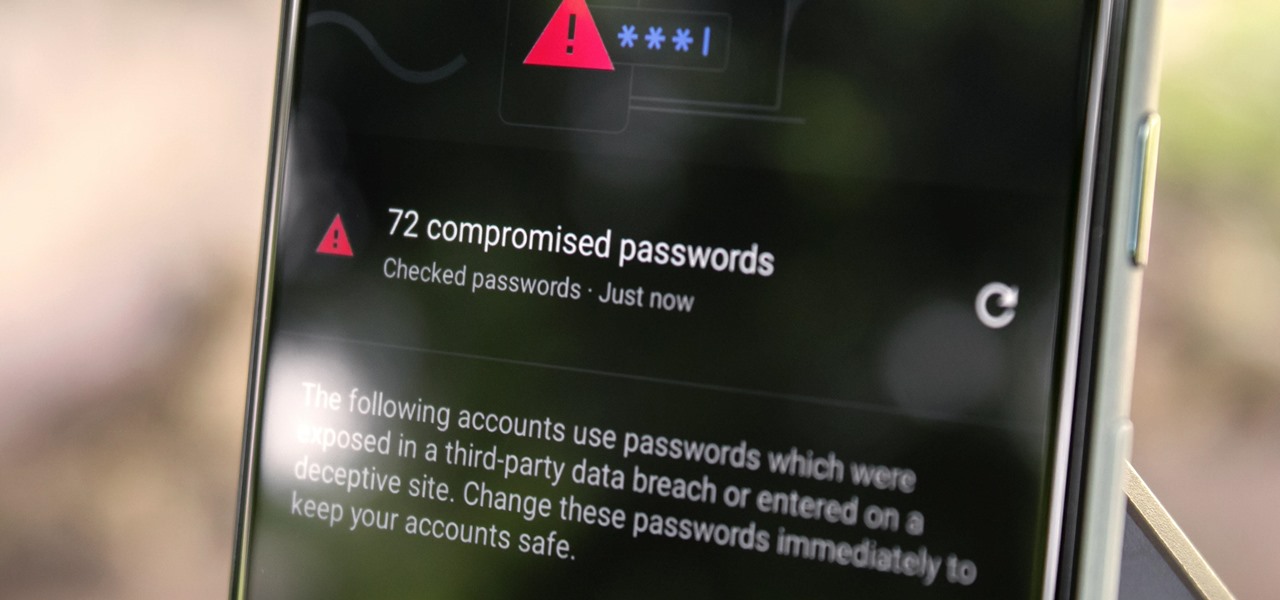 ***|
72 compromised passwords
Checked passwords · Just now
The following accounts use passwords which were
exposed in a third-party data breach or entered on a
deceptive site. Change these passwords immediately to
keep your accounts safe.